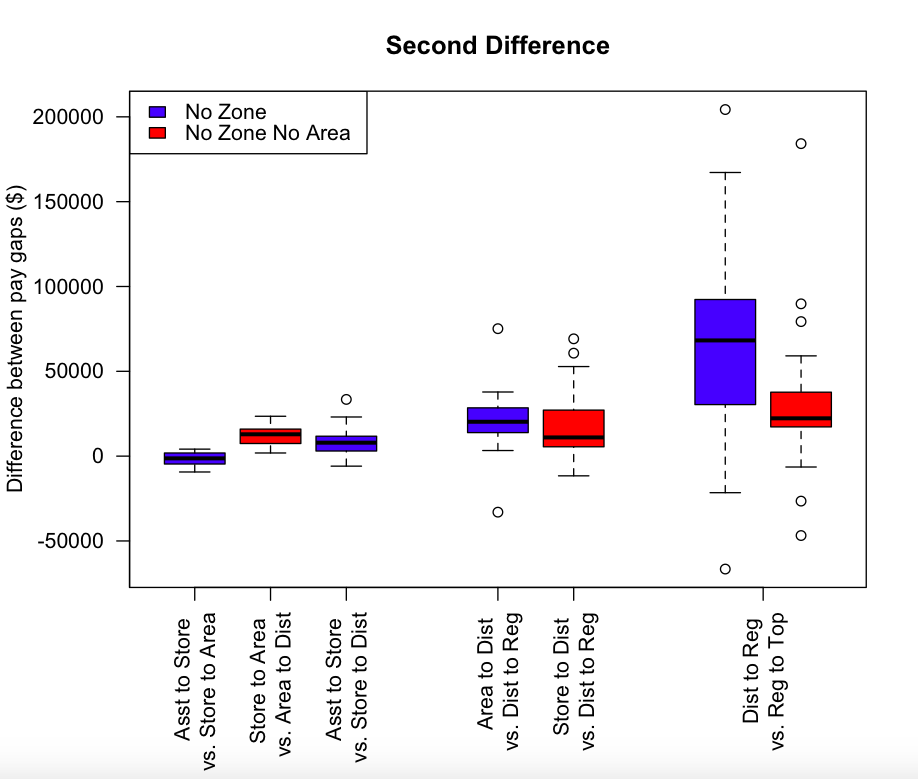 Second Difference
No Zone
No Zone No Area
Difference between pay gaps ($)
200000
150000
100000
50000
0
-50000
Asst to Store
vs. Store to Area
Store to Area
vs. Area to Dist
Asst to Store
vs. Store to Dist
Area to Dist
vs. Dist to Reg
Store to Dist
vs. Dist to Reg
Dist to Reg
vs. Reg to Top